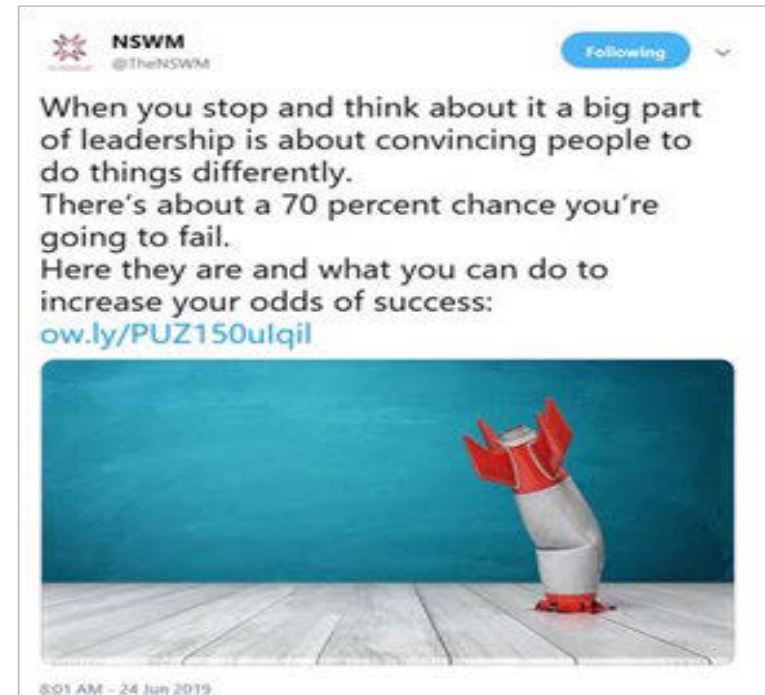 NSWM
@TheNSWM
Following
When you stop and think about it a big part
of leadership is about convincing people to
do things differently.
There's about a 70 percent chance you're
going to fail.
Here they are and what you can do to
increase your odds of success:
ow.ly/PUZ150uIqil
8:01 AM - 24 Jun 2019